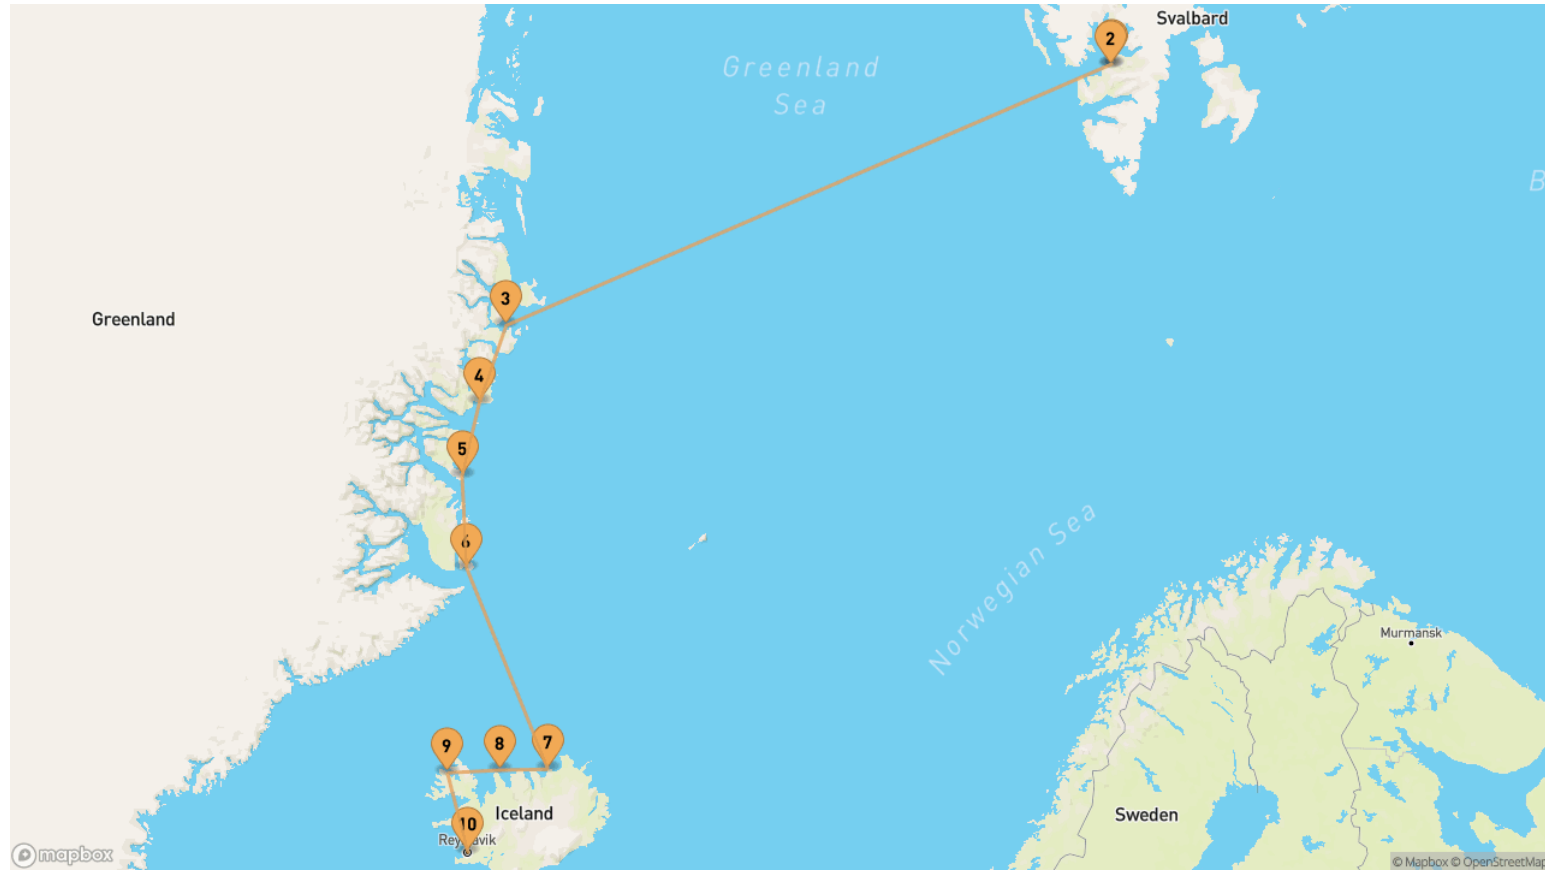 Svalbard
2
Greenland
Sea
B
3
Greenland
4
5
6
Norwegian Sea
Murmansk
9
8
7
Iceland
Sweden
10
Reykjavik
mapbox
© Mapbox © OpenStreetMap